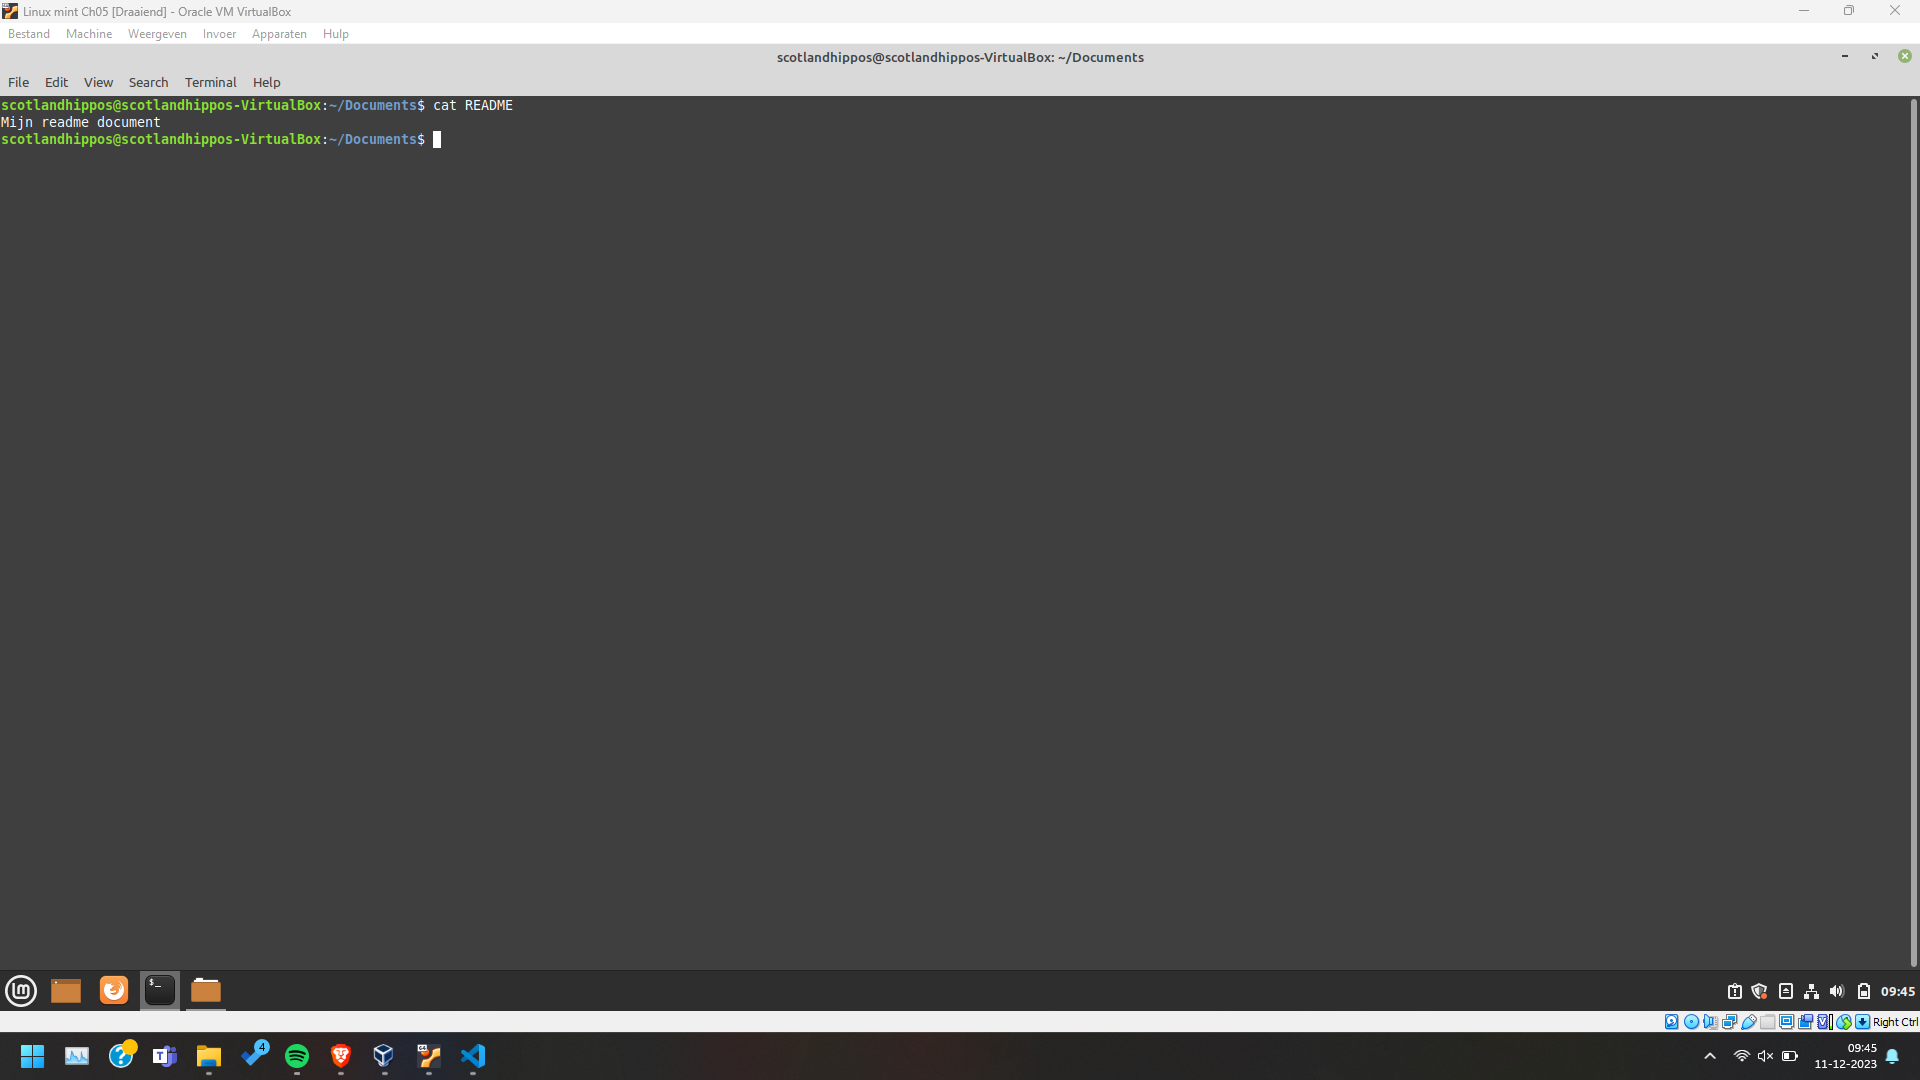 Linux mint Ch05 [Draaiend] - Oracle VM VirtualBox
Bestand Machine Weergeven Invoer Apparaten Hulp
scotlandhippos@scotlandhippos-VirtualBox: ~/Documents
File Edit View Search Terminal Help
scotlandhippos@scotlandhippos-VirtualBox:~/Documents$ cat README
Mijn readme document
scotlandhippos@scotlandhippos-VirtualBox:~/Documents$
$_
09:45
Right Ctrl
4
64
09:45
11-12-2023